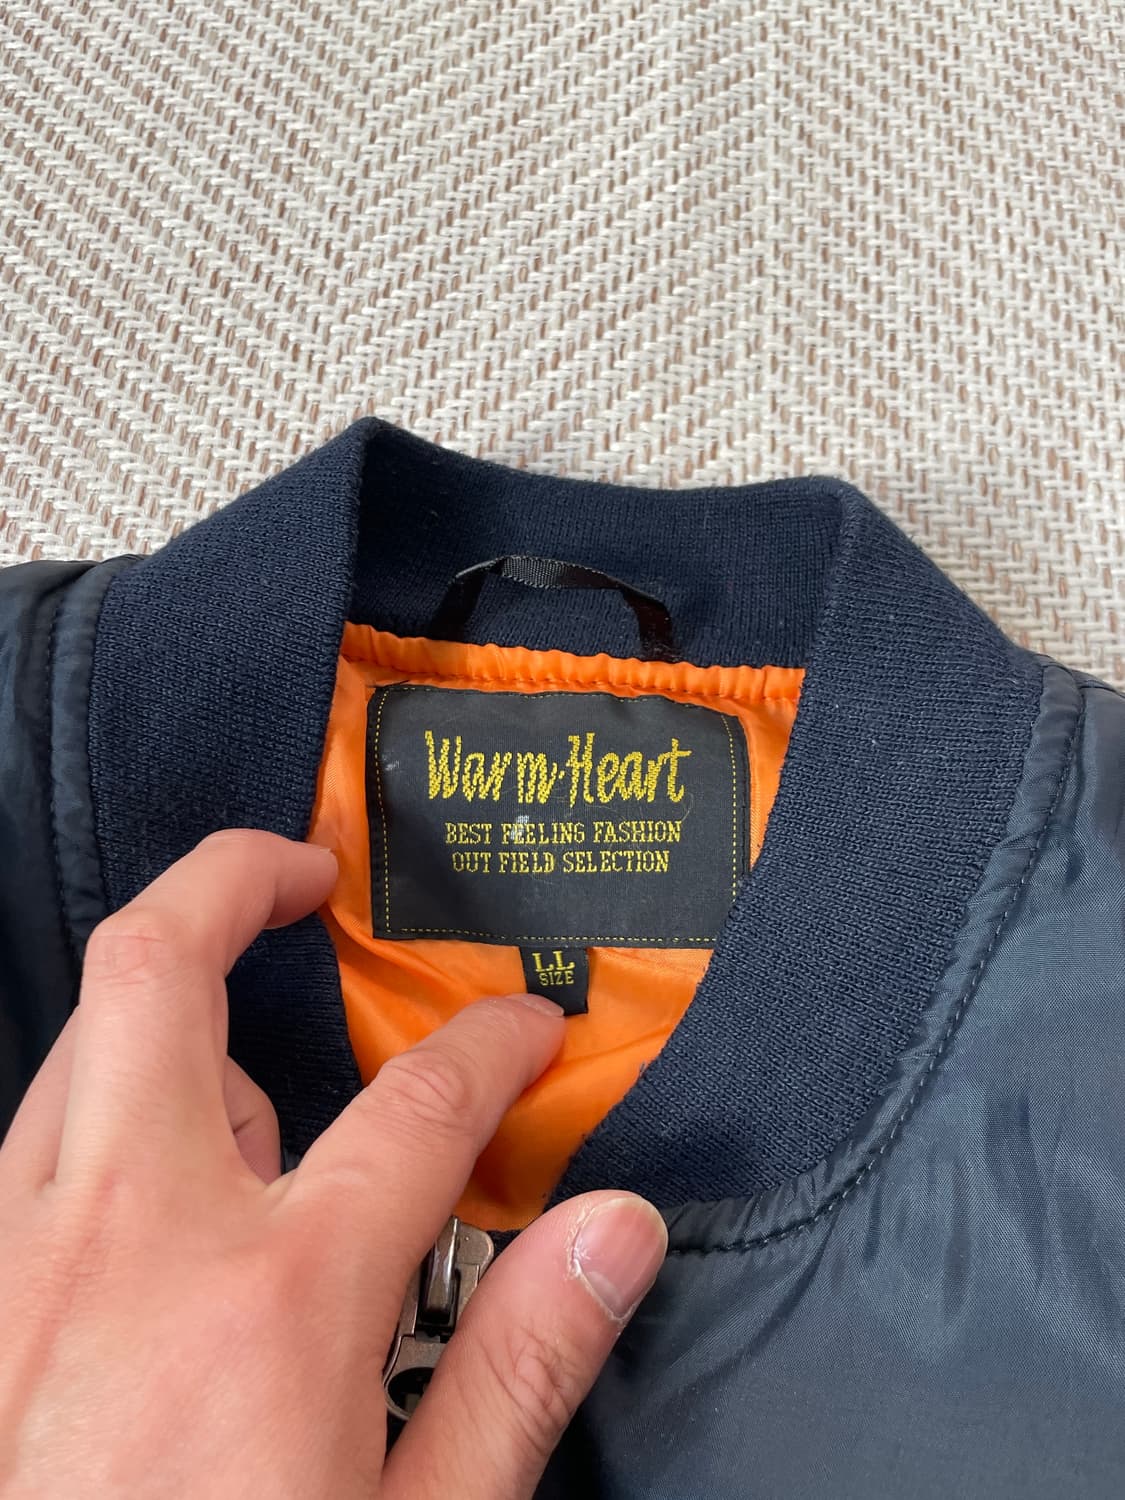 Warm·Heart
BEST FEELING FASHION
OUT FIELD SELECTION
LL
SIZE